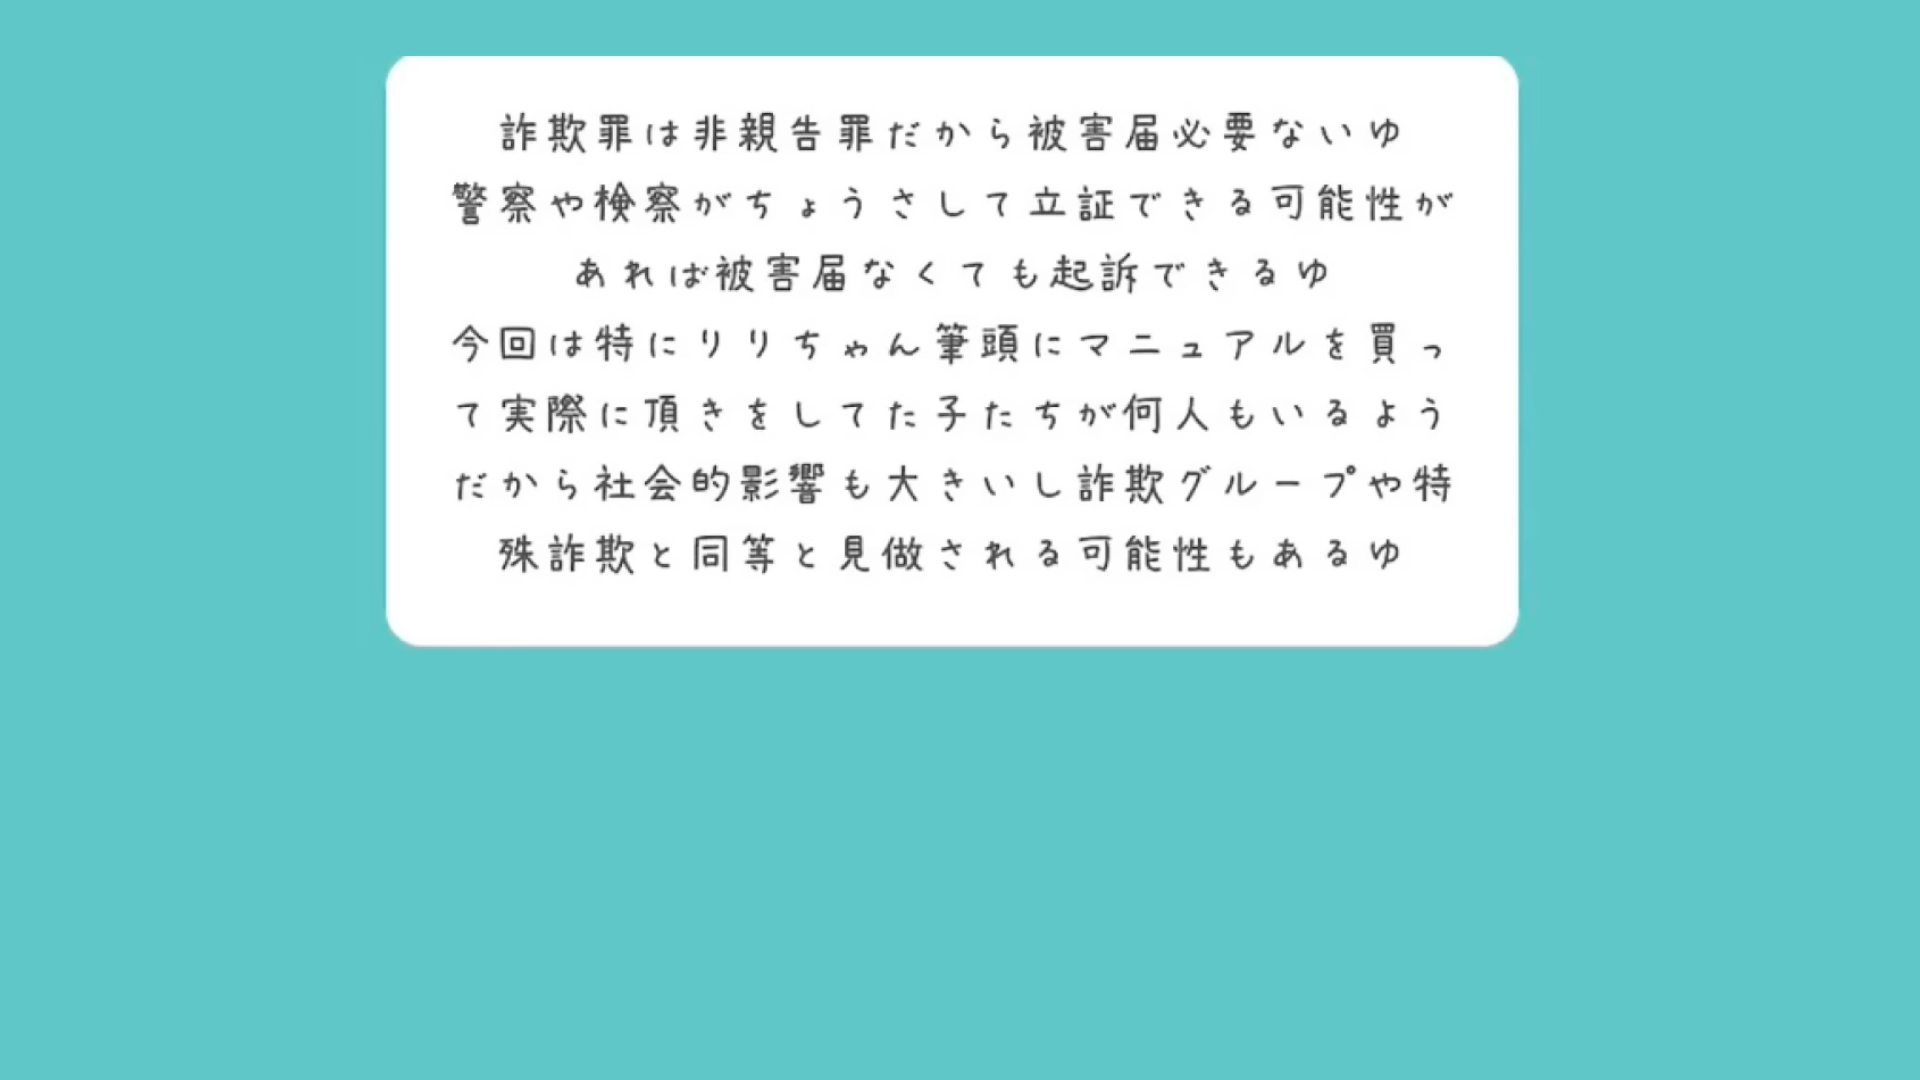 詐欺罪は非親告罪だから被害届必要ないゆ
警察や検察がちょうさして立証できる可能性が
あれば被害届なくても起訴できるゆ
今回は特にりりちゃん筆頭にマニュアルを買っ
て実際に頂きをしてた子たちが何人もいるよう
だから社会的影響も大きいし詐欺グループや特
殊詐欺と同等と見做される可能性もあるゆ